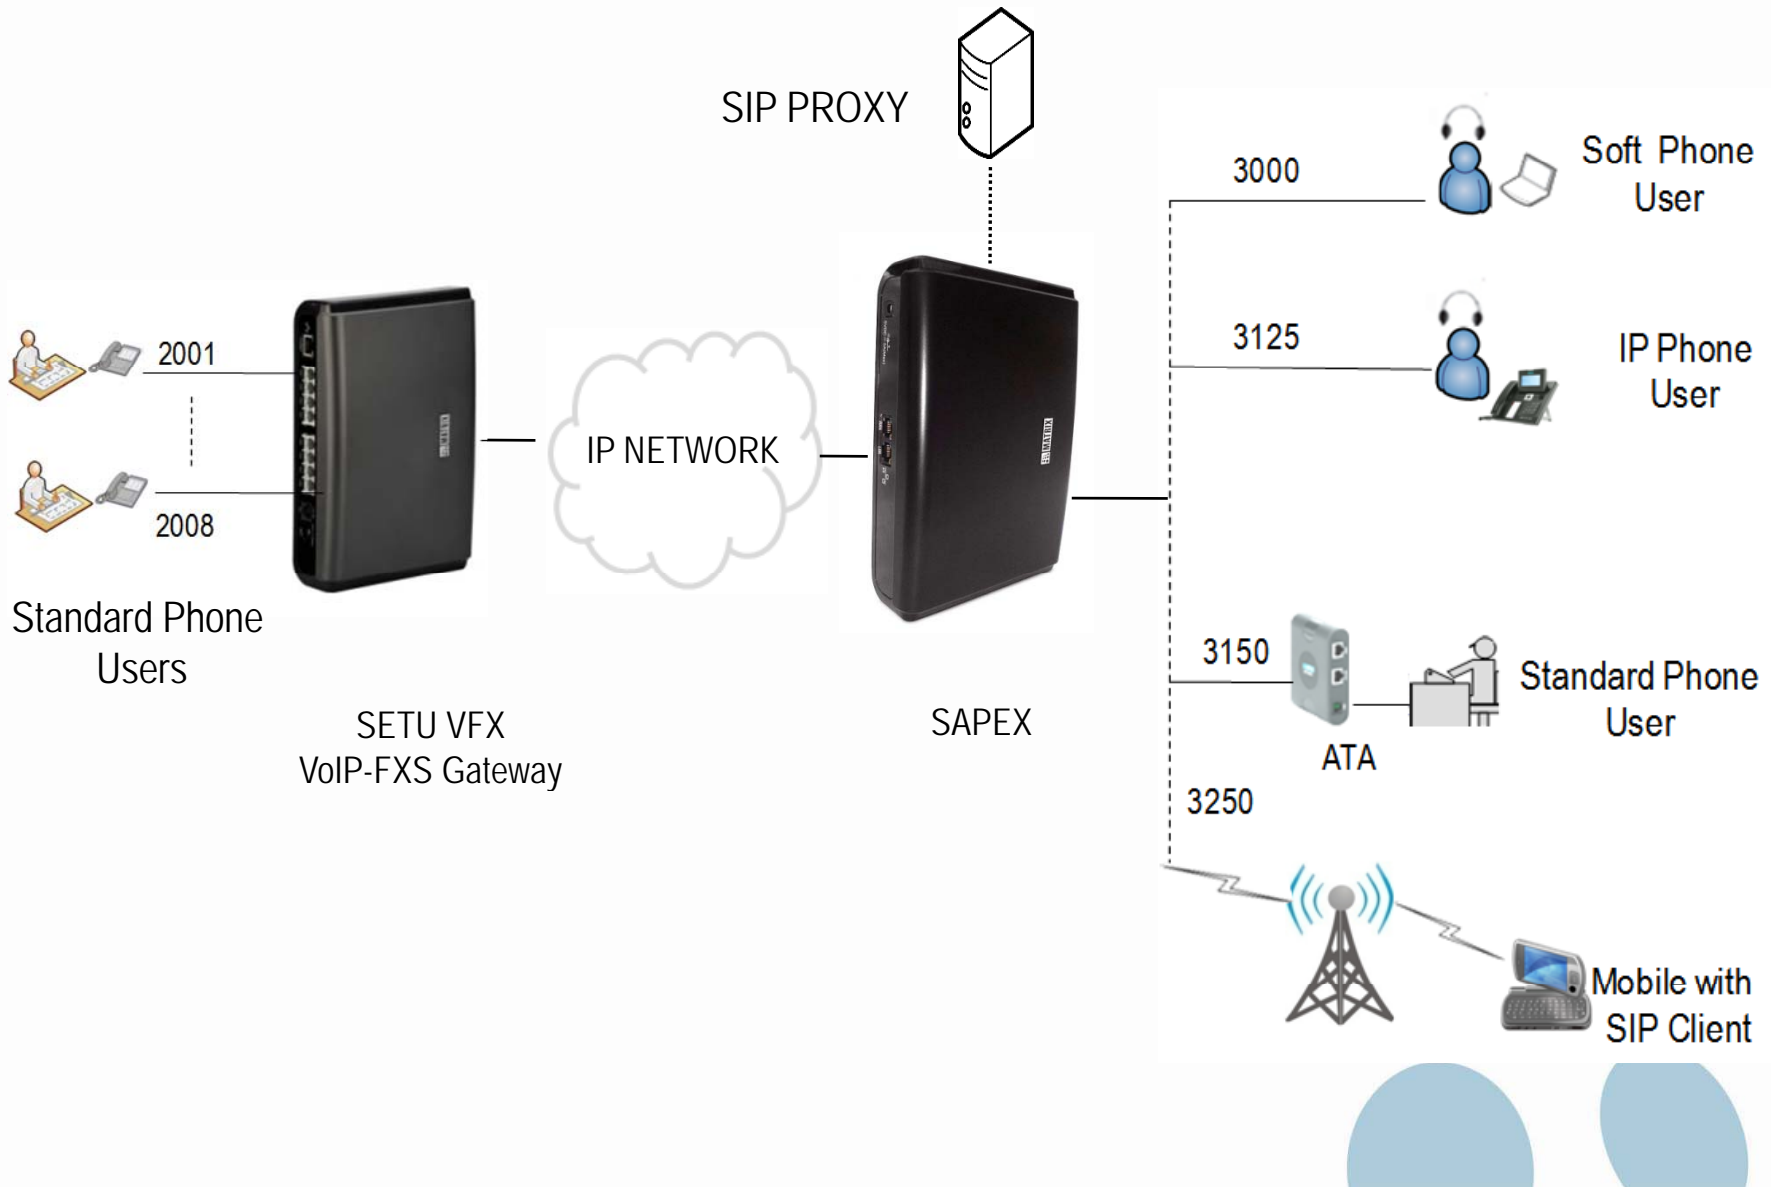 SIP PROXY
3000
Soft Phone
User
3125
IP Phone
User
2001
2008
Standard Phone
Users
IP NETWORK
MATRIX
SETU VFX
VoIP-FXS Gateway
SAPEX
3150
ATA
Standard Phone
User
3250
Mobile with
SIP Client